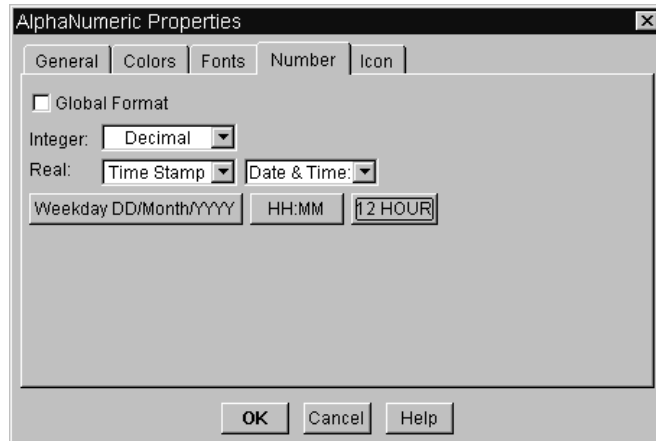 AlphaNumeric Properties
General Colors Fonts Number Icon
Global Format
Integer: Decimal
Real: Time Stamp Date & Time:
Weekday DD/Month/YYYY HH:MM 12 HOUR
OK Cancel Help